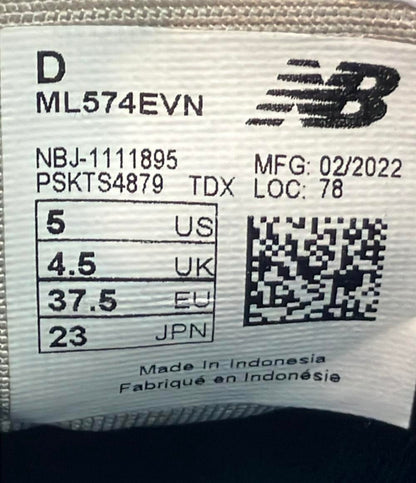 D
ML574EVN
NB
NBJ-1111895
PSKTS4879 TDX
MFG: 02/2022
LOC: 78
5 US
4.5 UK
37.5 EU
23 JPN
Made in Indonesia
Fabriqué en Indonésie